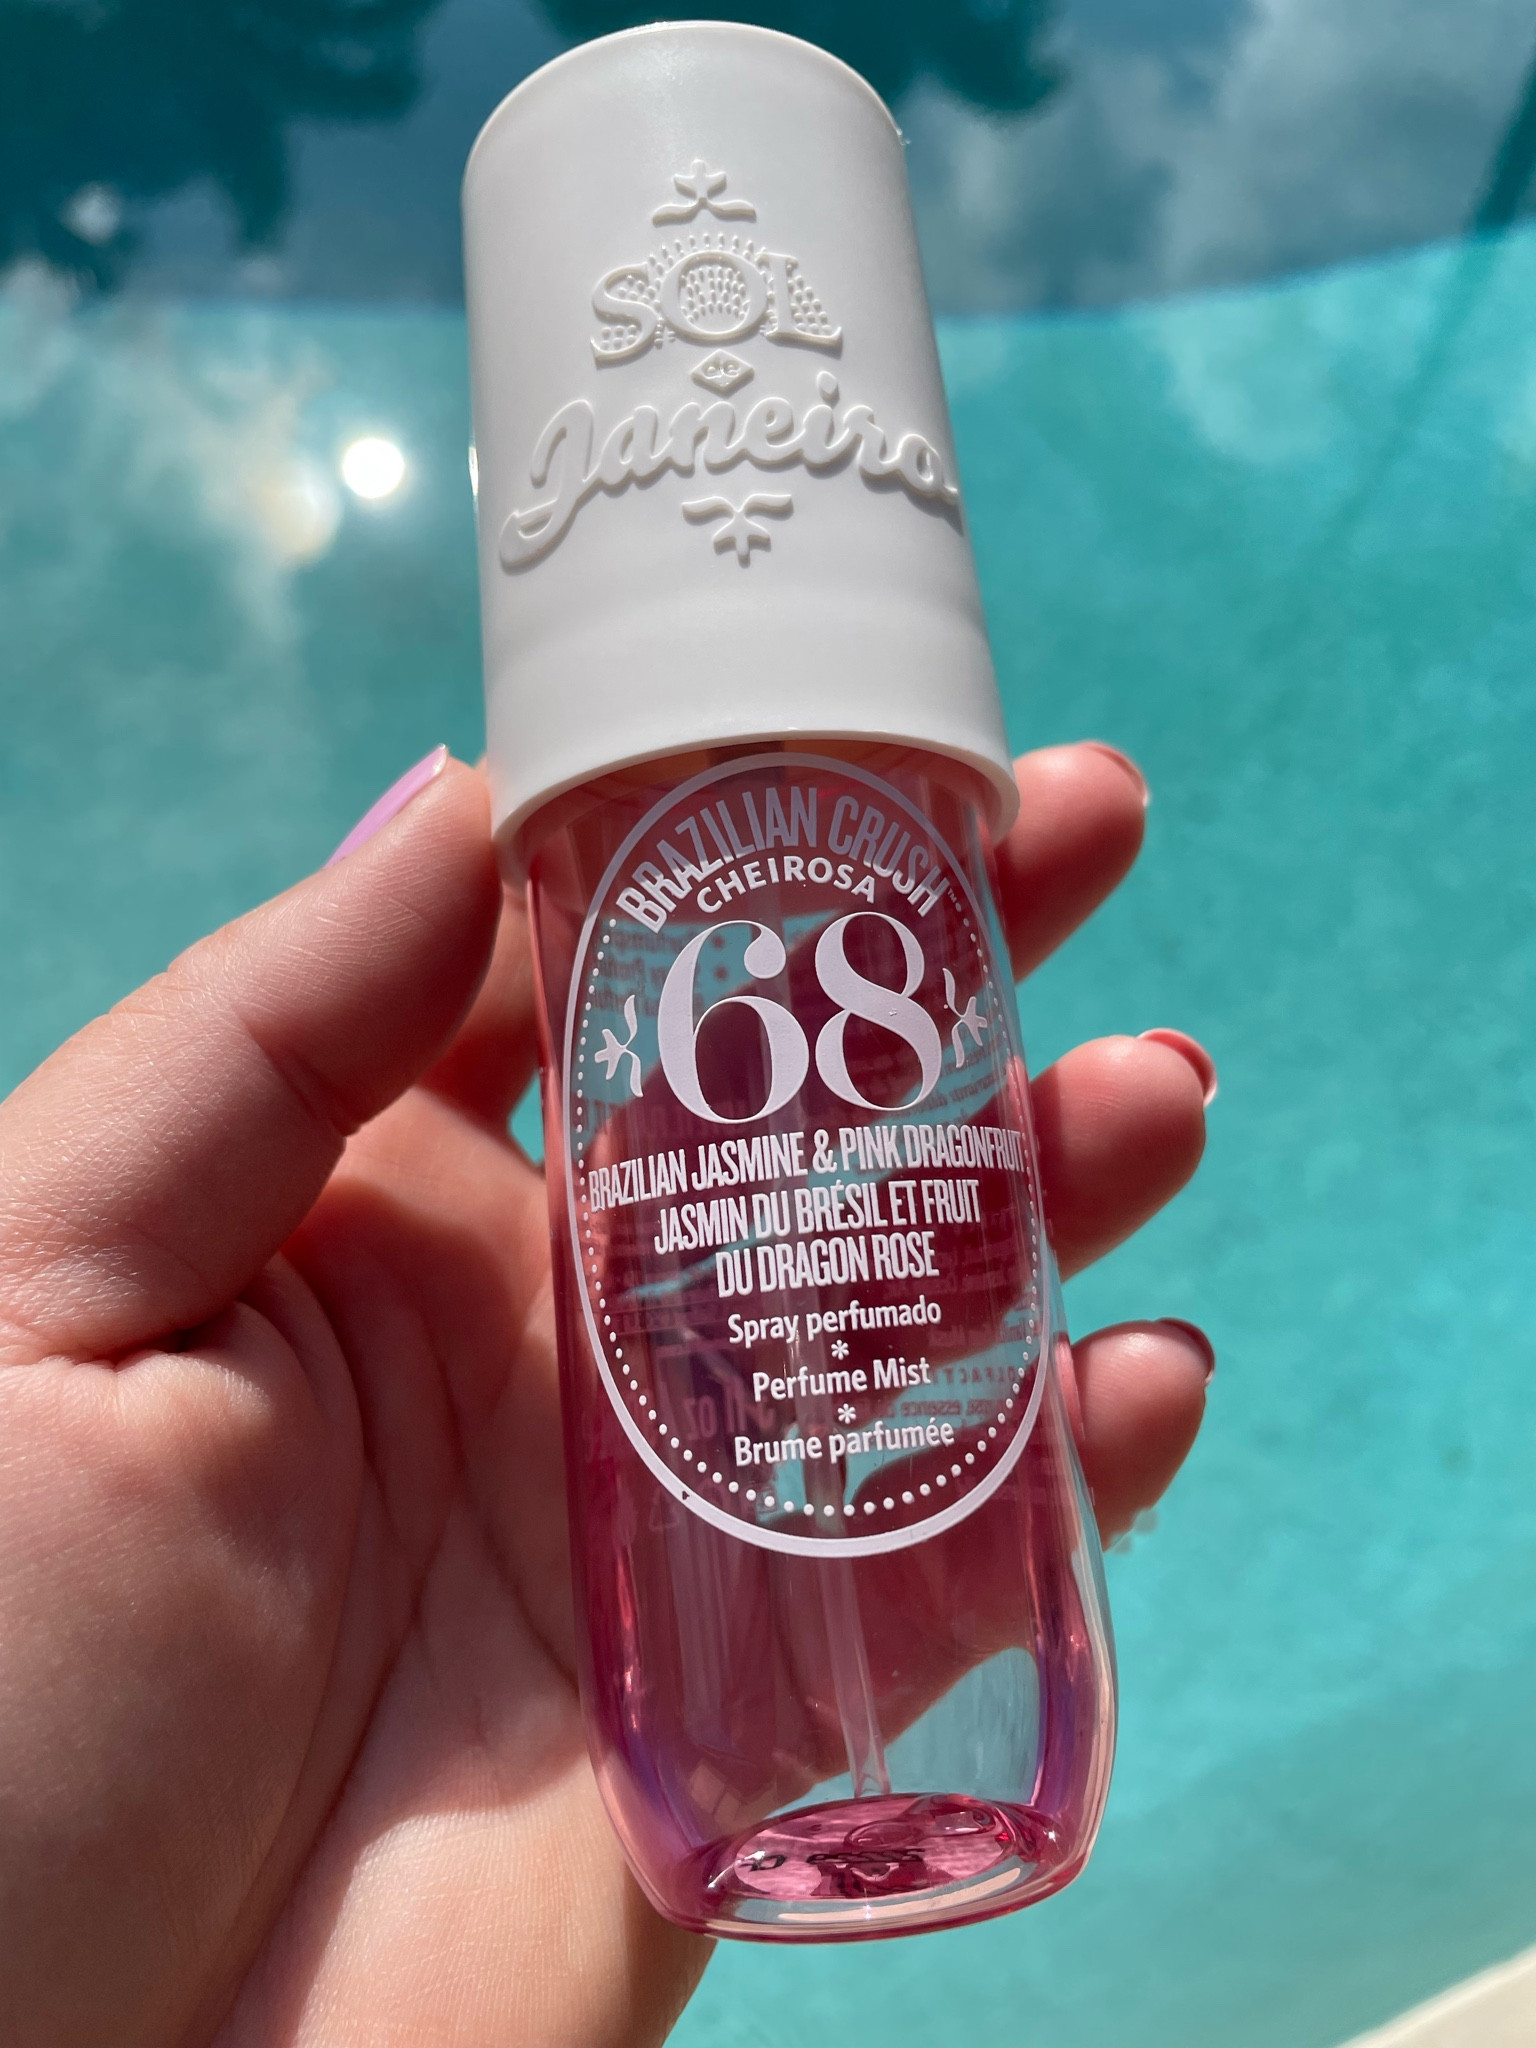 SOL
de
Janeiro
BRAZILIAN CRUSH™
CHEIROSA
68
BRAZILIAN JASMINE & PINK DRAGONFRUIT
JASMIN DU BRÉSIL ET FRUIT
DU DRAGON ROSE
Spray perfumado
*
Perfume Mist
*
Brume parfumée